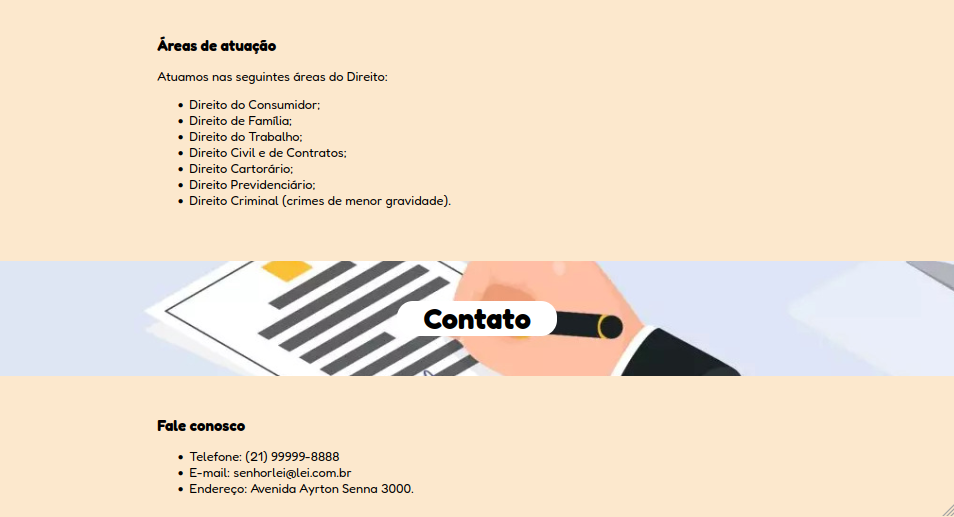 Áreas de atuação
Atuamos nas seguintes áreas do Direito:
• Direito do Consumidor;
• Direito de Família;
• Direito do Trabalho;
• Direito Civil e de Contratos;
• Direito Cartorário;
• Direito Previdenciário;
• Direito Criminal (crimes de menor gravidade).
Contato
Fale conosco
• Telefone: (21) 99999-8888
• E-mail: senhorlei@lei.com.br
• Endereço: Avenida Ayrton Senna 3000.